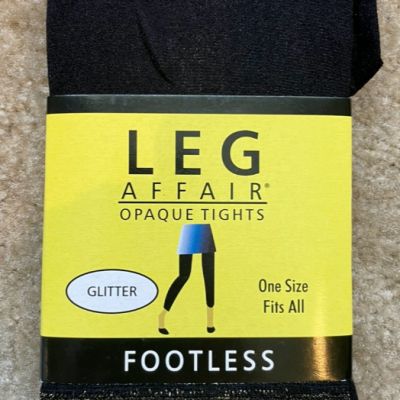 LEG
AFFAIR®
OPAQUE TIGHTS
GLITTER
One Size
Fits All
FOOTLESS